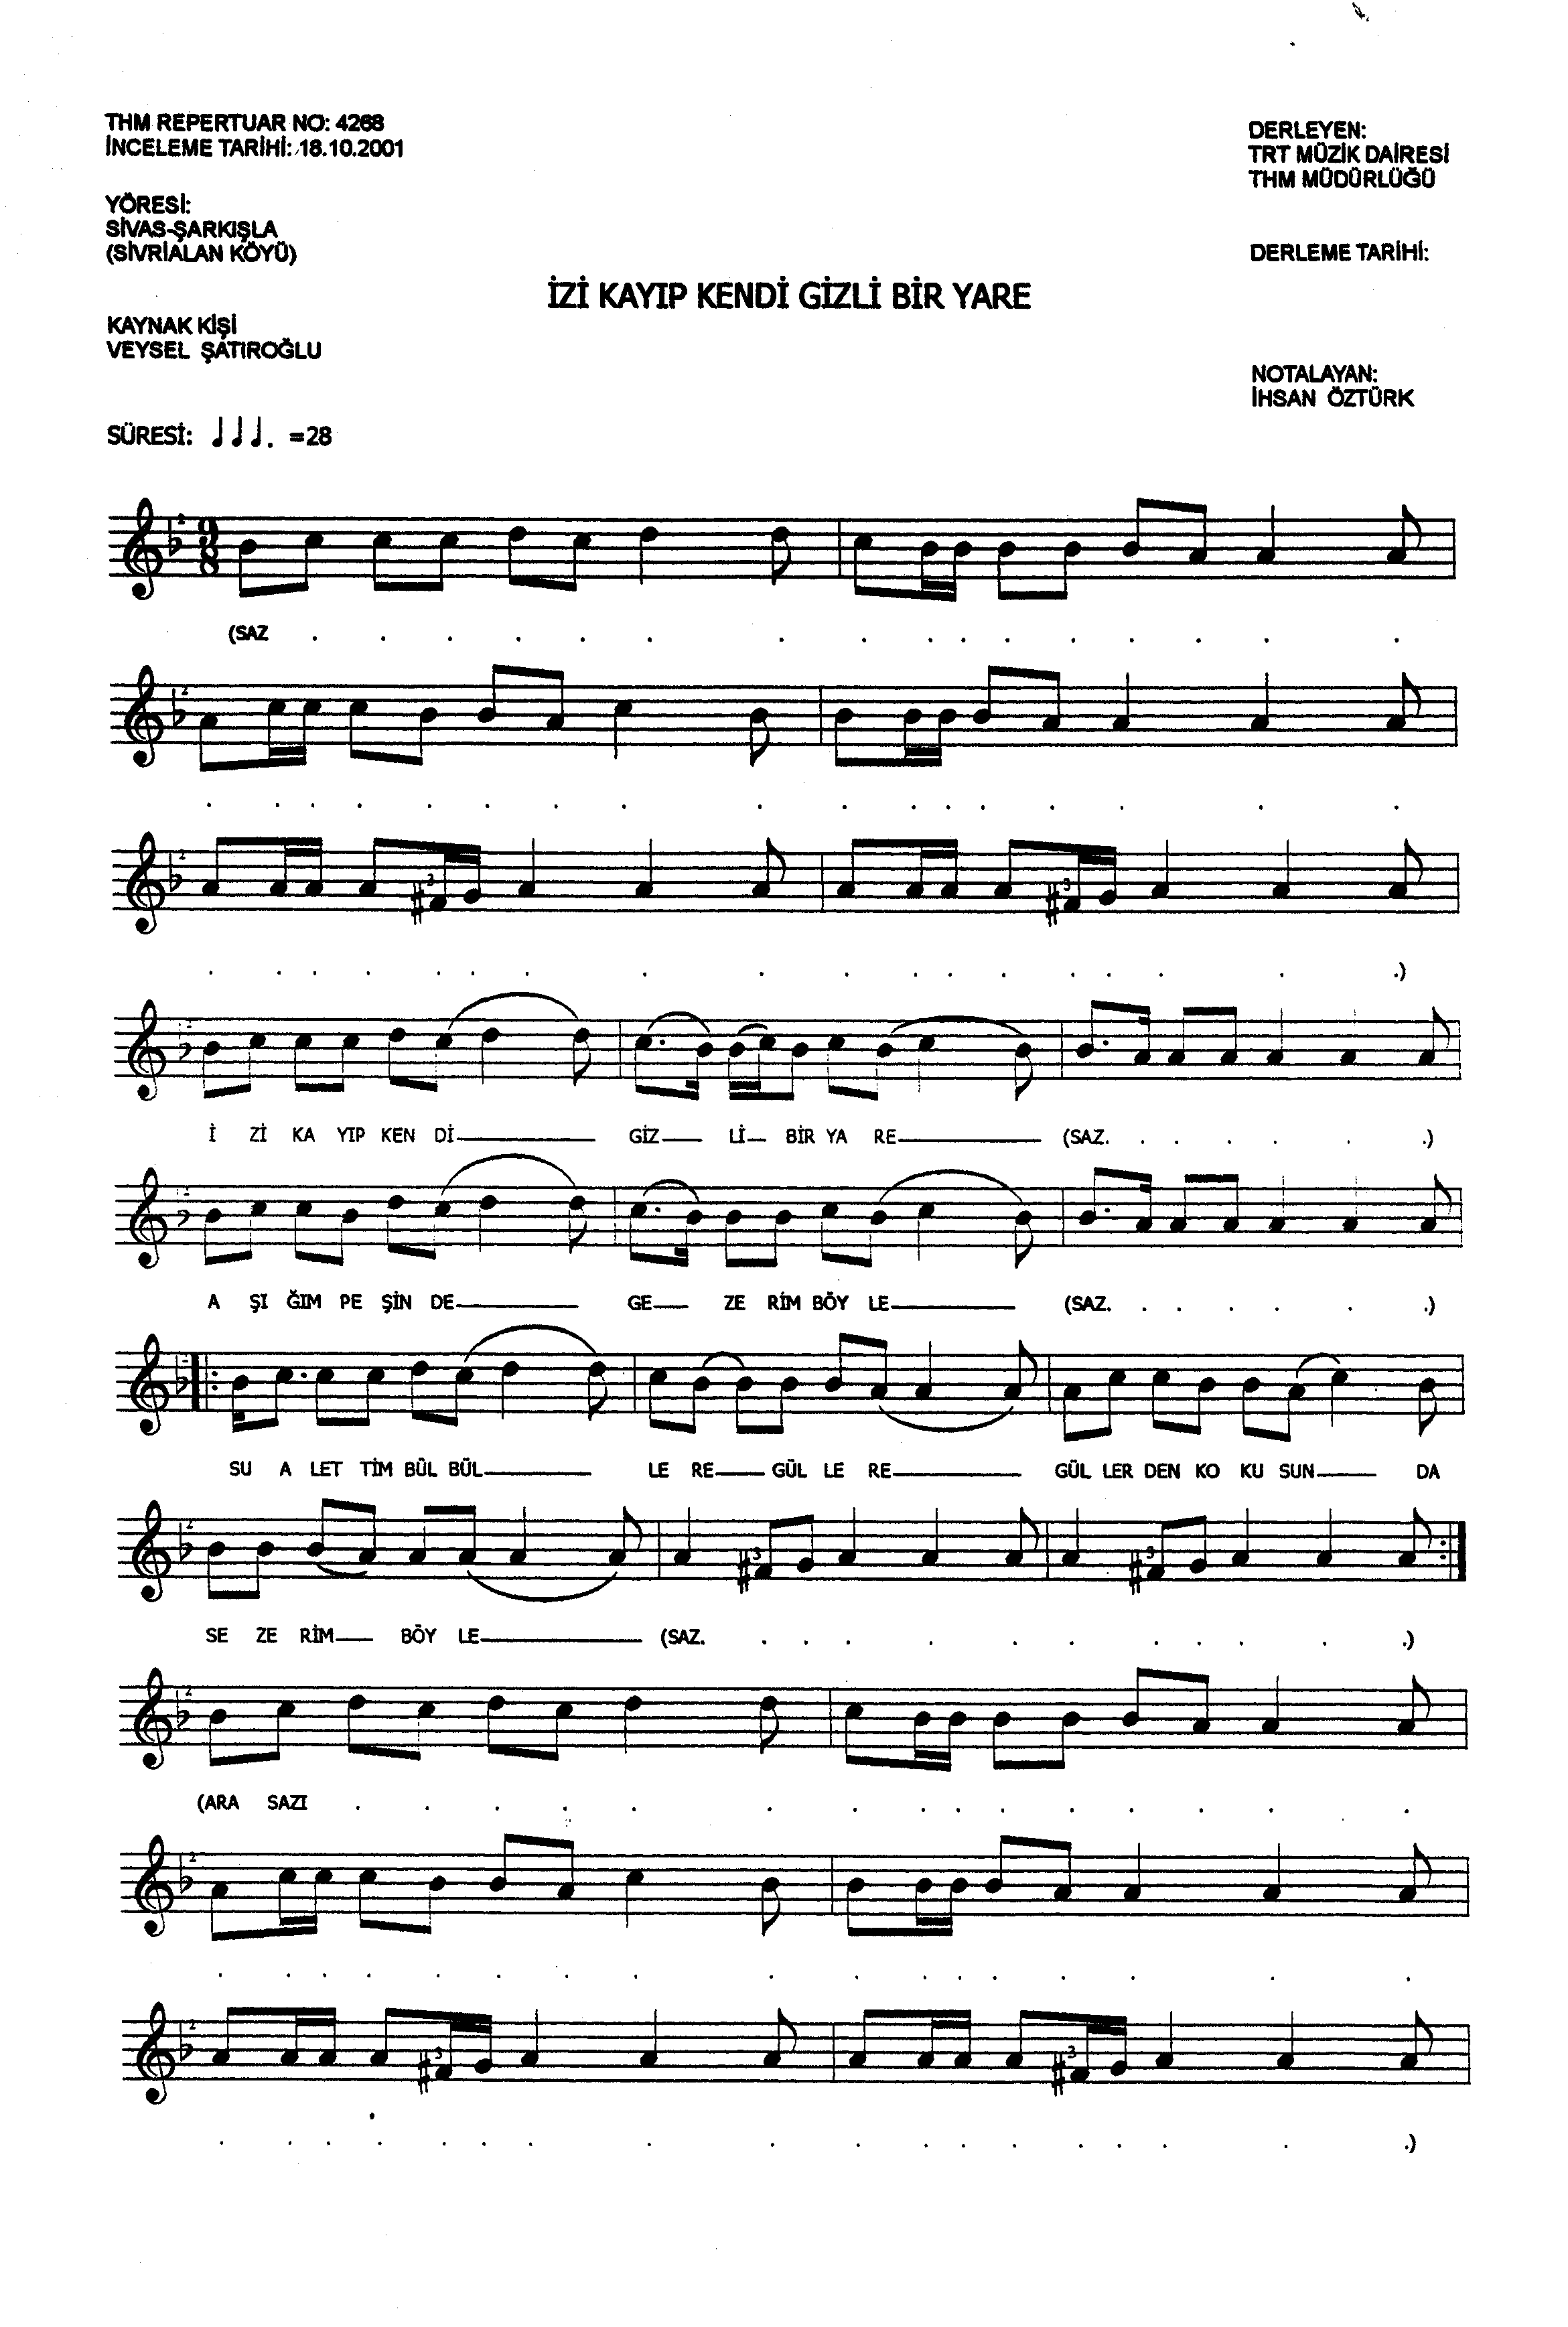 THM REPERTUAR NO: 4268
İNCELEME TARİHİ: 18.10.2001
DERLEYEN:
TRT MÜZİK DAİRESİ
THM MÜDÜRLÜĞÜ
YÖRESİ:
SİVAS-ŞARKIŞLA
(SİVRİALAN KÖYÜ)
DERLEME TARİHİ:
İZİ KAYIP KENDİ GİZLİ BİR YARE
KAYNAK KİŞİ
VEYSEL ŞATIROĞLU
NOTALAYAN:
İHSAN ÖZTÜRK
SÜRESİ: ♩ ♩ ♩. =28
(SAZ . . . . . . . . . . . . . . . .
. . . . . . . . . . . . . . . . . .
. . . . . . . . . . . . . . . . . .)
İ Zİ KA YIP KEN Dİ GİZ Lİ BİR YA RE (SAZ. . . . . .)
A ŞI ĞIM PE ŞİN DE GE ZE RİM BÖY LE (SAZ. . . . . .)
SU A LET TİM BÜL BÜL LE RE GÜL LE RE GÜL LER DEN KO KU SUN DA
SE ZE RİM BÖY LE (SAZ. . . . . . . . . . .)
(ARA SAZI . . . . . . . . . . . . . . .
. . . . . . . . . . . . . . . . . .
. . . . . . . . . . . . . . . . . .)